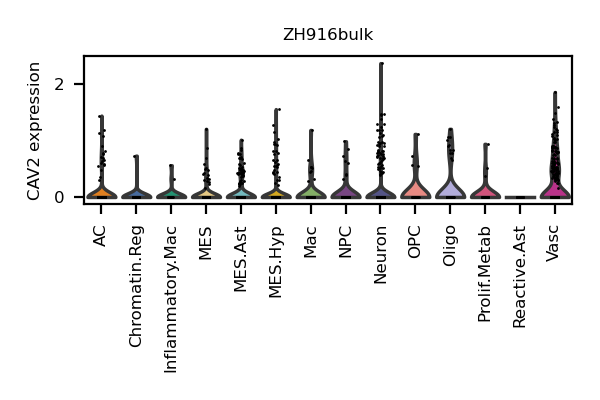 ZH916bulk
CAV2 expression
2
0
AC
Chromatin.Reg
Inflammatory.Mac
MES
MES.Ast
MES.Hyp
Mac
NPC
Neuron
OPC
Oligo
Prolif.Metab
Reactive.Ast
Vasc